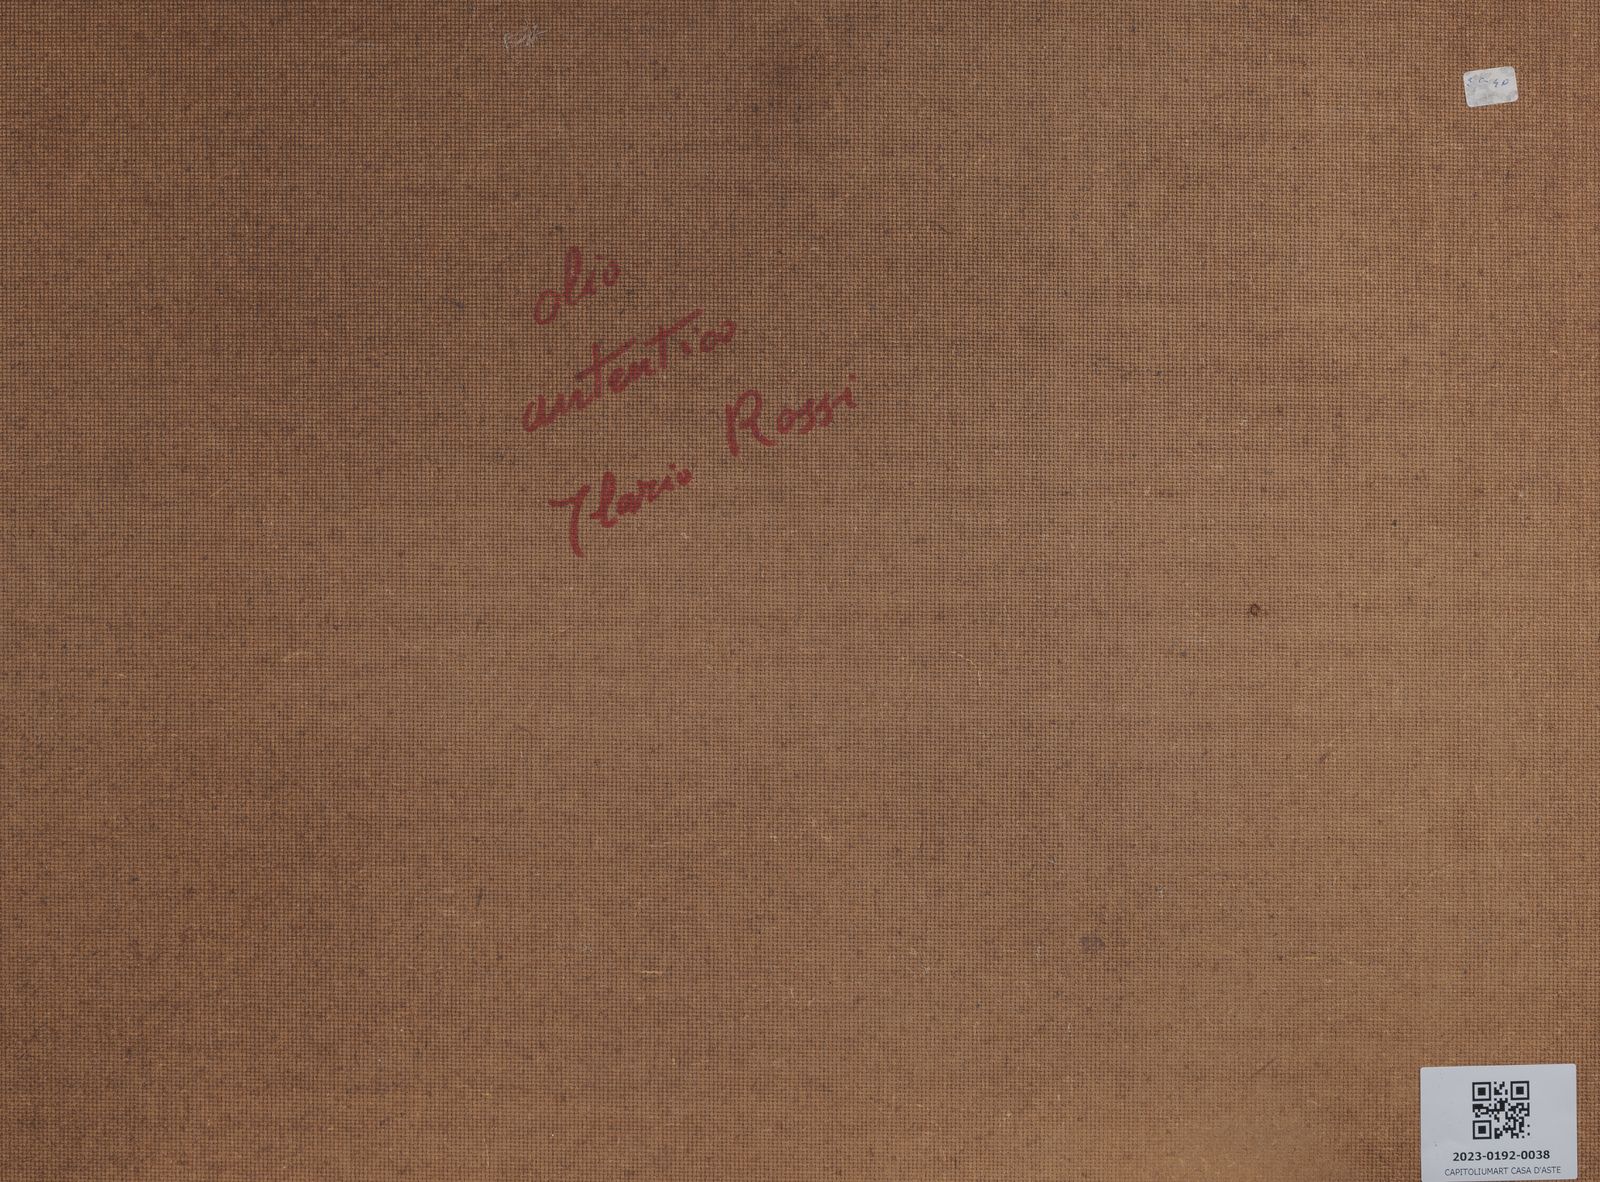 olio
autentico
Ilario Rossi
2023-0192-0038
CAPITOLIUMART CASA D'ASTE